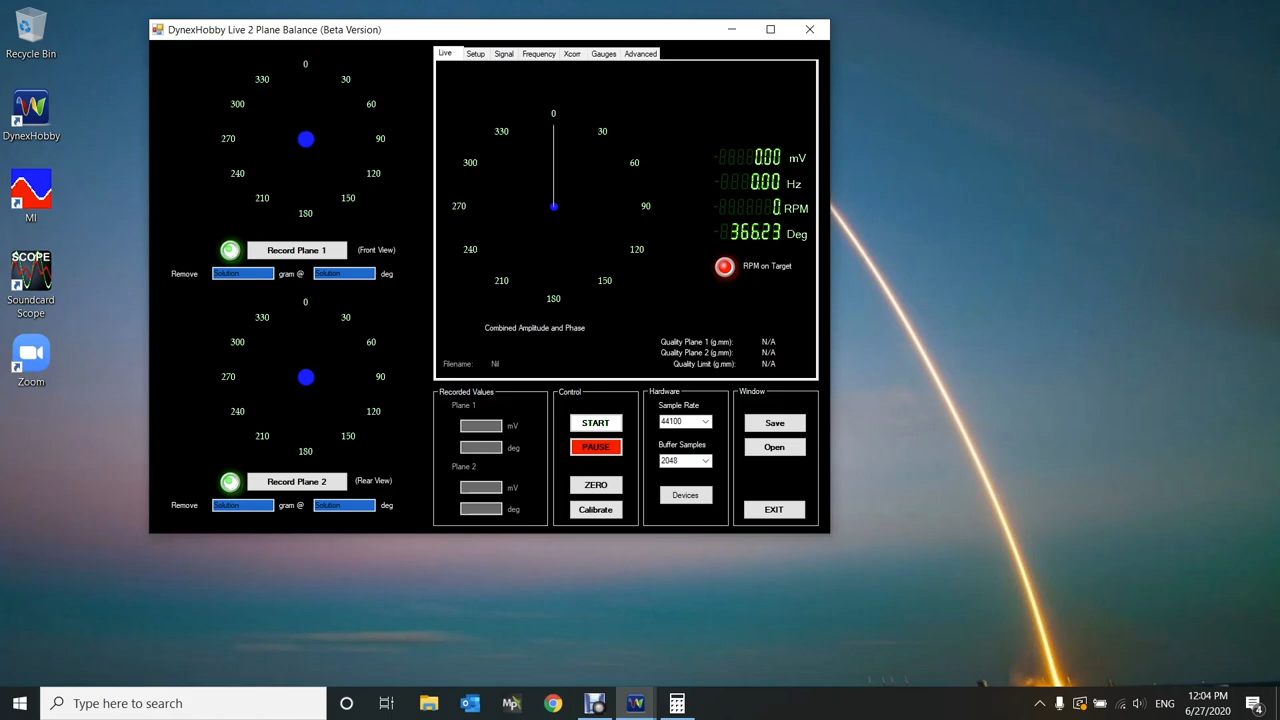 Recycle Bin
DynexHobby
MI
SCOPE
Soundcard
Scope
Zoom
DynexHobby Live 2 Plane Balance (Beta Version)
0
330 30
300 60
270 90
240 120
210 150
180
Record Plane 1 (Front View)
Remove Solution gram @ Solution deg
0
330 30
300 60
270 90
240 120
210 150
180
Record Plane 2 (Rear View)
Remove Solution gram @ Solution deg
Live Setup Signal Frequency Xcorr Gauges Advanced
0
330 30
300 60
270 90
240 120
210 150
180
0.00 mV
0.00 Hz
0 RPM
366.23 Deg
RPM on Target
Combined Amplitude and Phase
Quality Plane 1 (g.mm): N/A
Quality Plane 2 (g.mm): N/A
Quality Limit (g.mm): N/A
Filename: Nil
Recorded Values
Plane 1
mV
deg
Plane 2
mV
deg
Control
START
PAUSE
ZERO
Calibrate
Hardware
Sample Rate
44100
Buffer Samples
2048
Devices
Window
Save
Open
EXIT
Type here to search
ENG
12:04 PM
6/27/2020
4